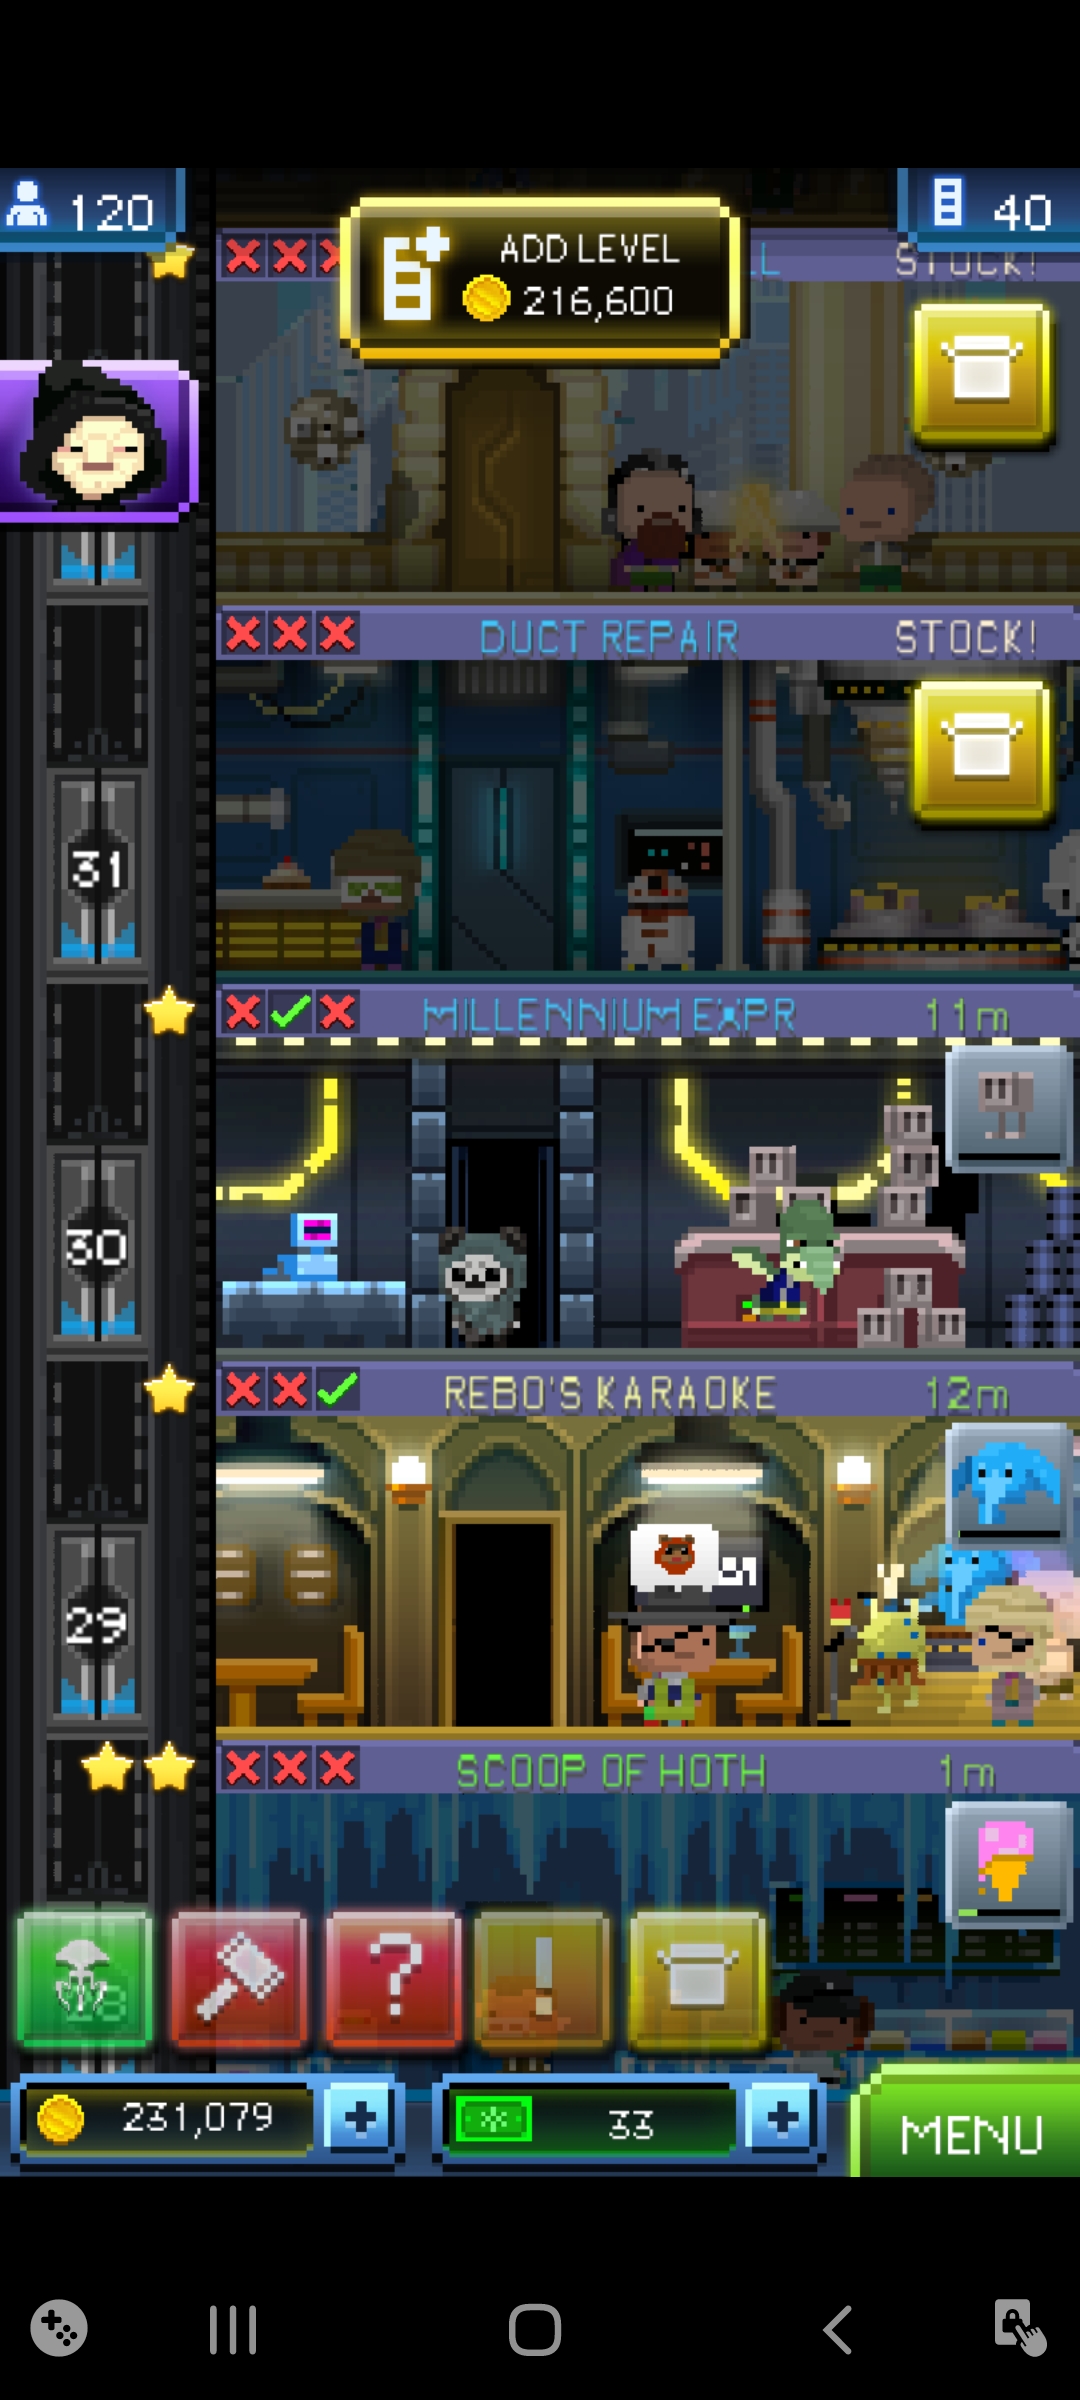 120
ADD LEVEL
216,600
40
STOCK!
DUCT REPAIR
STOCK!
31
MILLENNIUM EXPR
11m
30
REBO'S KARAOKE
12m
29
SCOOP OF HOTH
1m
?
!
231,079
+
33
+
MENU